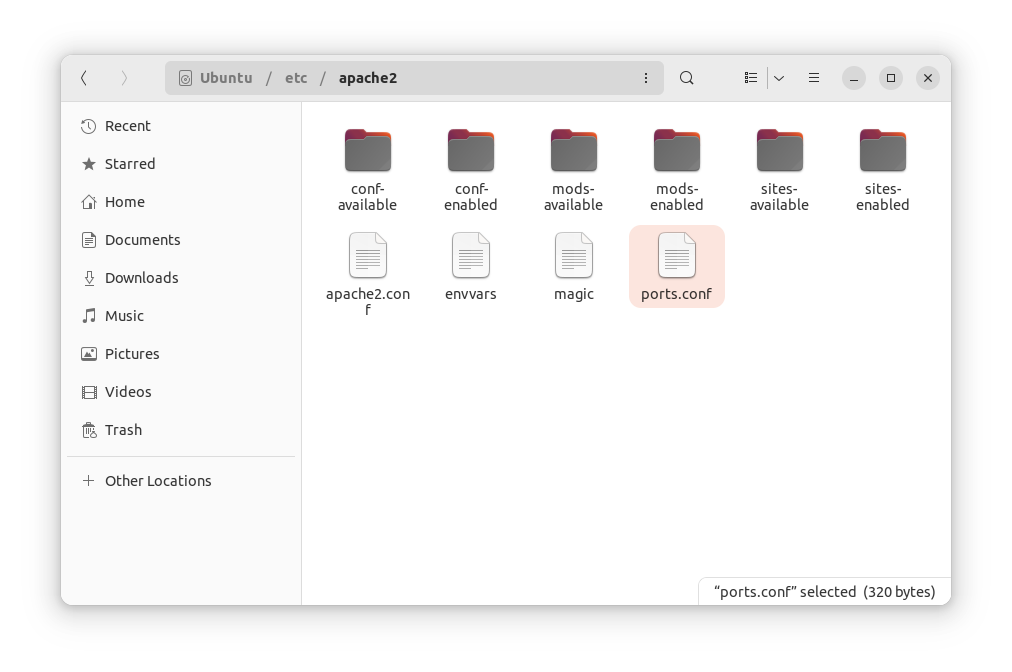 Ubuntu / etc / apache2
Recent
Starred
Home
Documents
Downloads
Music
Pictures
Videos
Trash
Other Locations
conf-
available
conf-
enabled
mods-
available
mods-
enabled
sites-
available
sites-
enabled
apache2.con
f
envvars
magic
ports.conf
“ports.conf” selected (320 bytes)